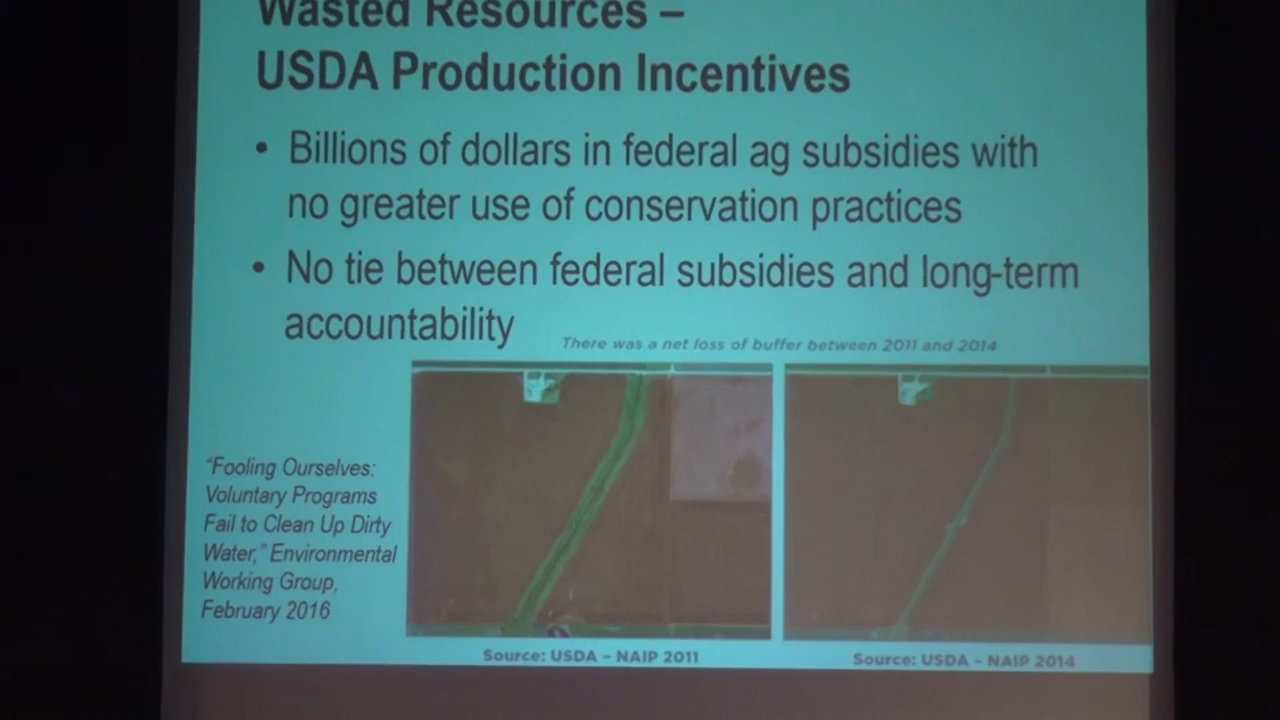 Wasted Resources –
USDA Production Incentives
• Billions of dollars in federal ag subsidies with
no greater use of conservation practices
• No tie between federal subsidies and long-term
accountability
There was a net loss of buffer between 2011 and 2014
"Fooling Ourselves:
Voluntary Programs
Fail to Clean Up Dirty
Water," Environmental
Working Group,
February 2016
Source: USDA – NAIP 2011
Source: USDA – NAIP 2014